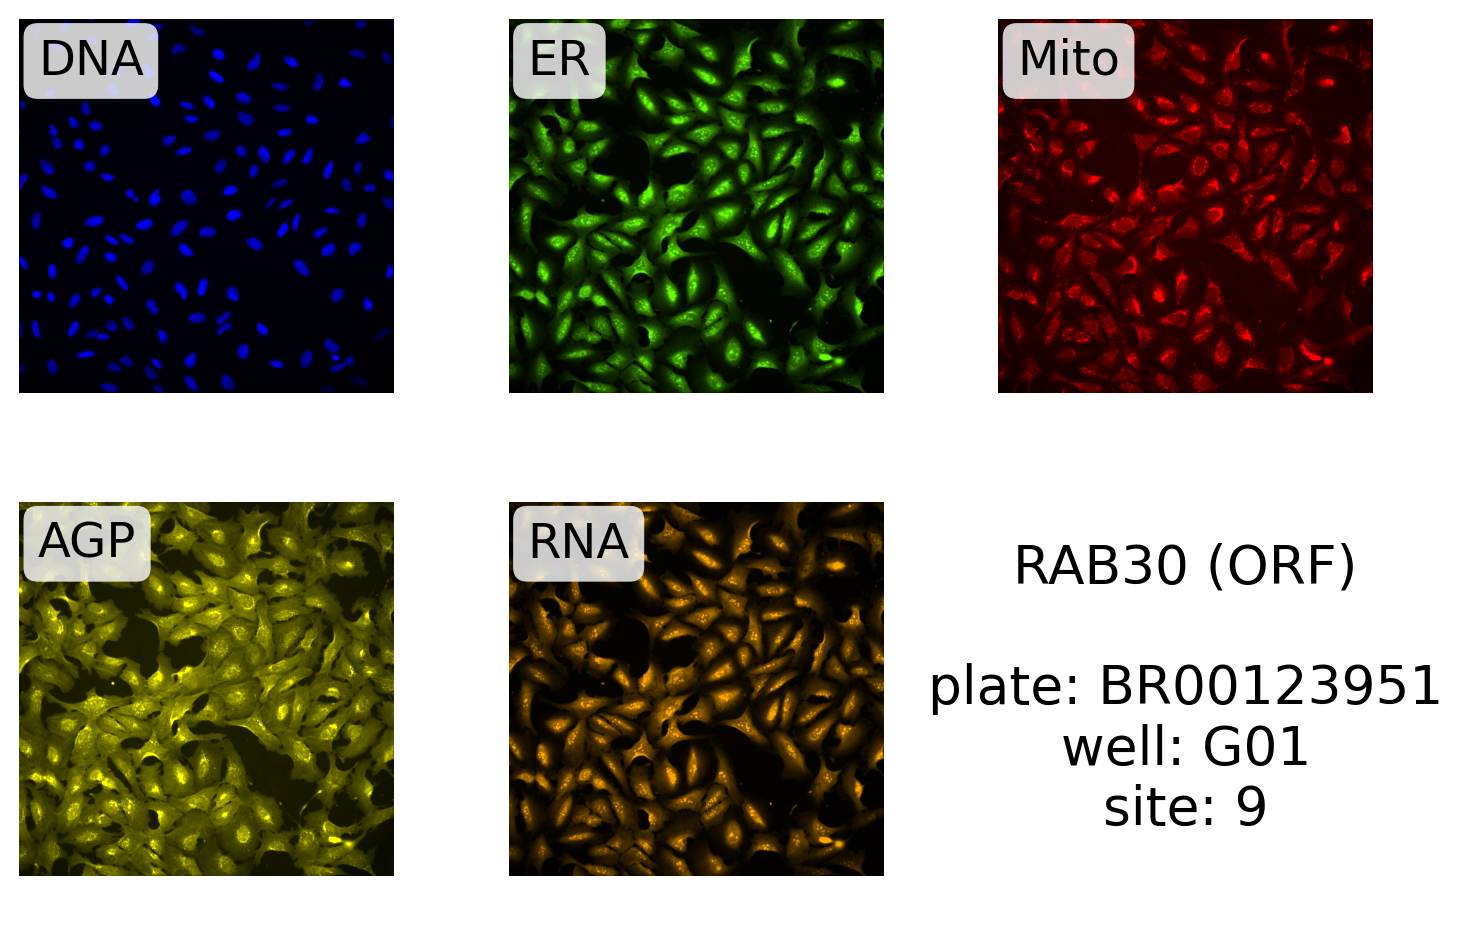 DNA
ER
Mito
AGP
RNA
RAB30 (ORF)
plate: BR00123951
well: G01
site: 9